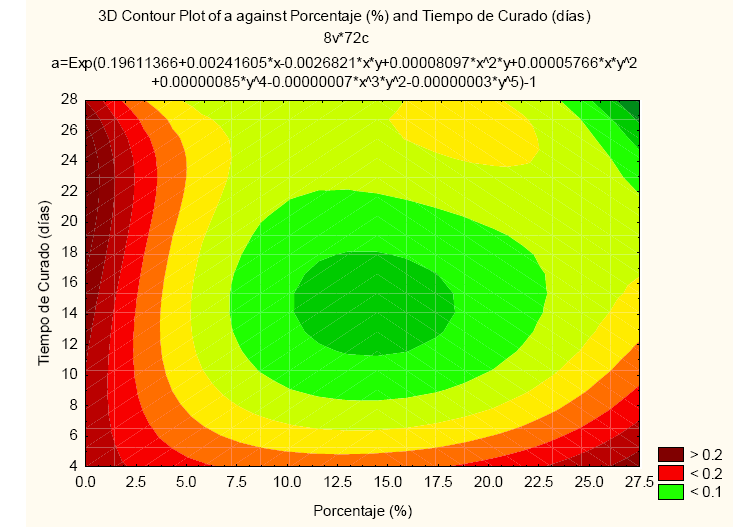 3D Contour Plot of a against Porcentaje (%) and Tiempo de Curado (días)
8v*72c
a=Exp(0.19611366+0.00241605*x-0.0026821*x*y+0.00008097*x^2*y+0.00005766*x*y^2
+0.00000085*y^4-0.00000007*x^3*y^2-0.00000003*y^5)-1
28
26
24
22
20
18
16
14
12
10
8
6
4
Tiempo de Curado (días)
0.0 2.5 5.0 7.5 10.0 12.5 15.0 17.5 20.0 22.5 25.0 27.5
Porcentaje (%)
> 0.2
< 0.2
< 0.1